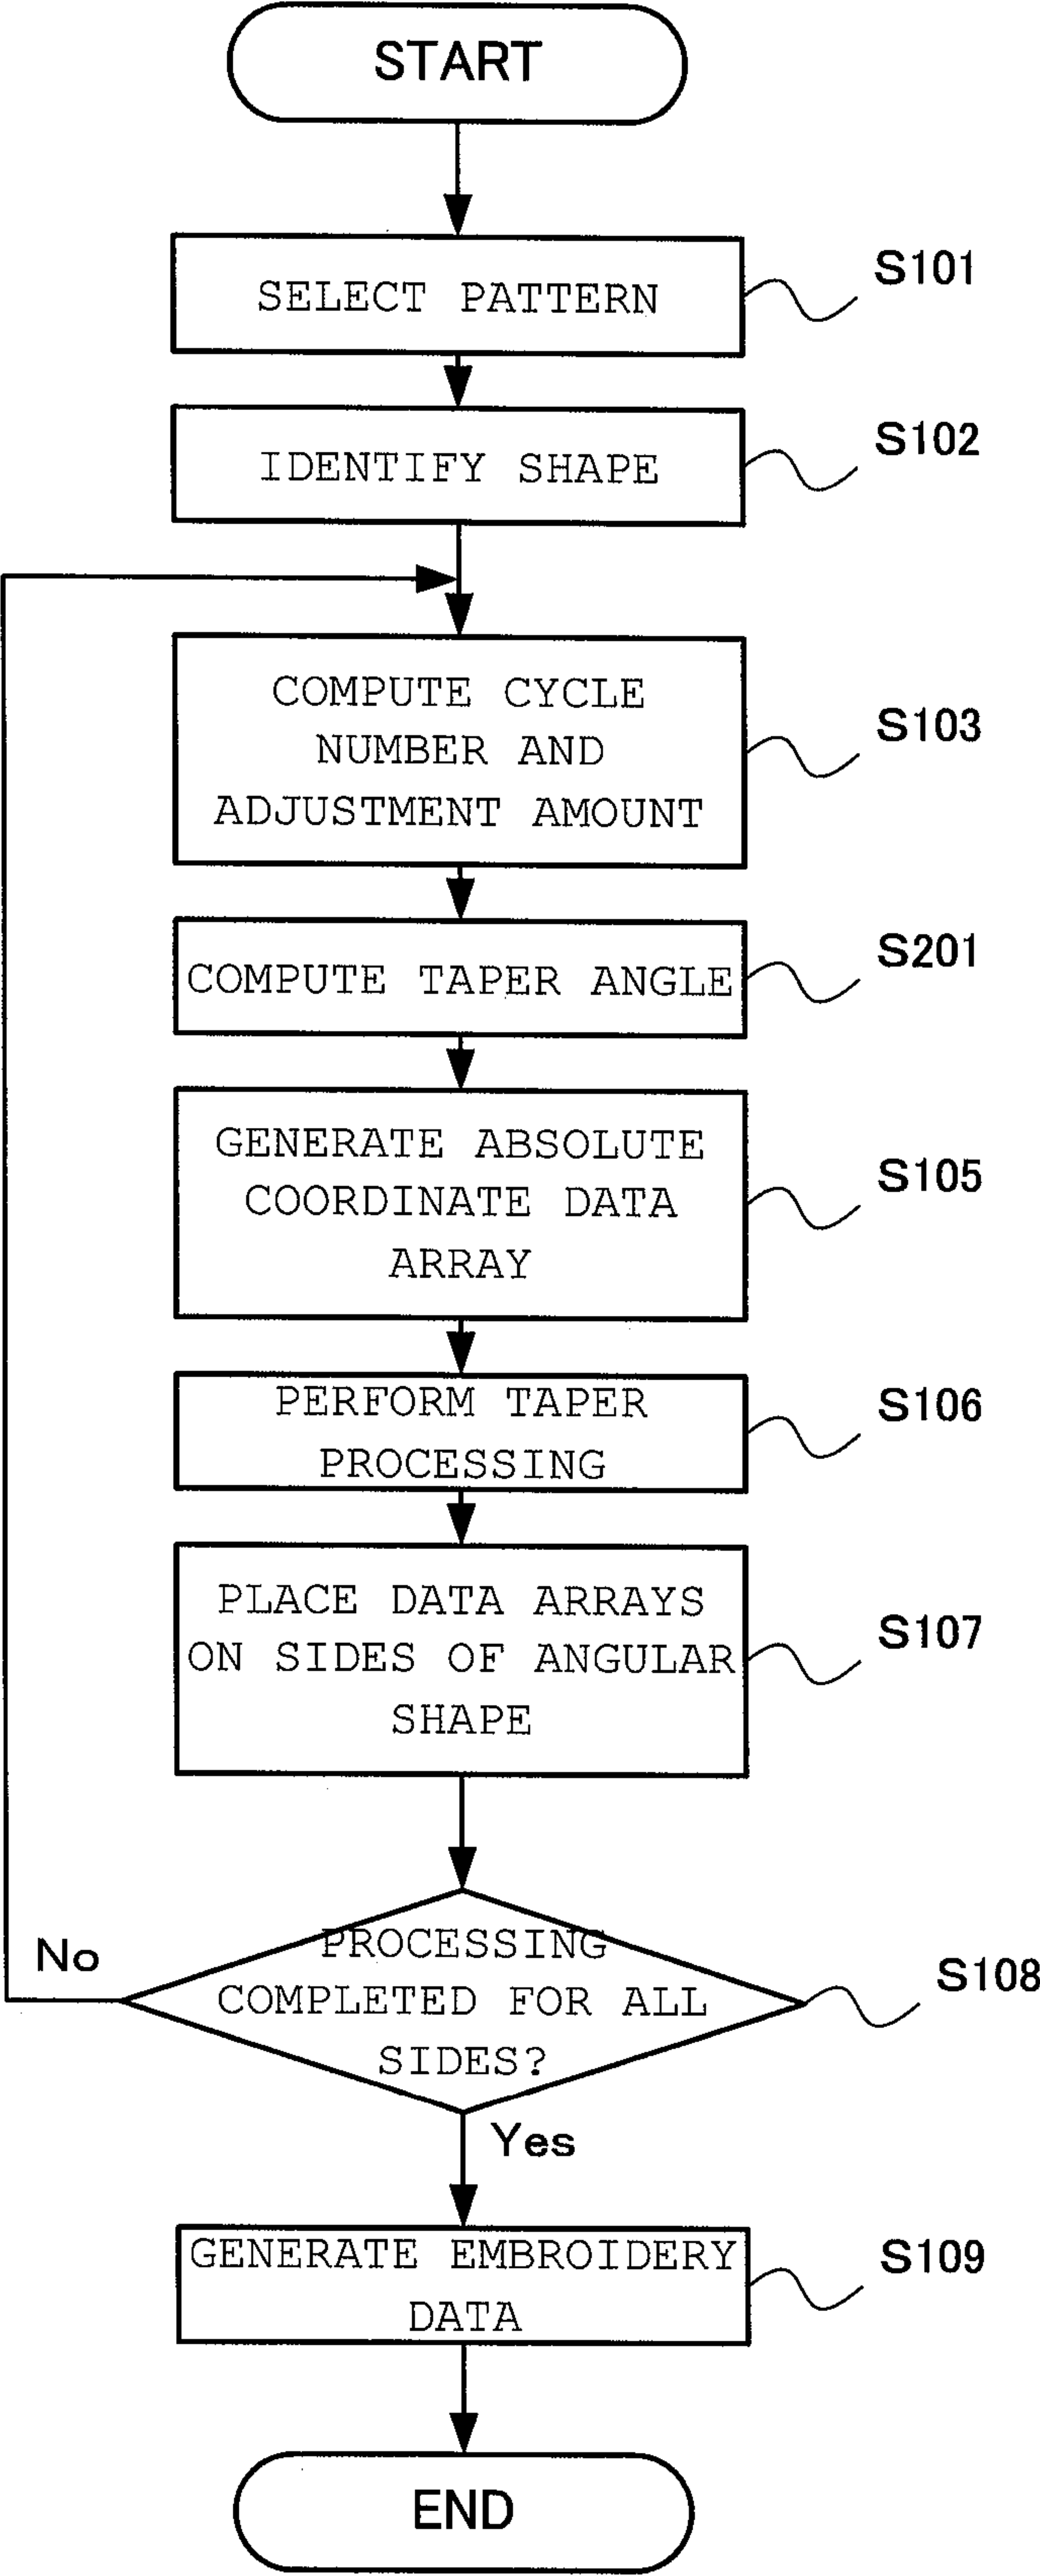 START
SELECT PATTERN
S101
IDENTIFY SHAPE
S102
COMPUTE CYCLE
NUMBER AND
ADJUSTMENT AMOUNT
S103
COMPUTE TAPER ANGLE
S201
GENERATE ABSOLUTE
COORDINATE DATA
ARRAY
S105
PERFORM TAPER
PROCESSING
S106
PLACE DATA ARRAYS
ON SIDES OF ANGULAR
SHAPE
S107
No
PROCESSING
COMPLETED FOR ALL
SIDES?
S108
Yes
GENERATE EMBROIDERY
DATA
S109
END